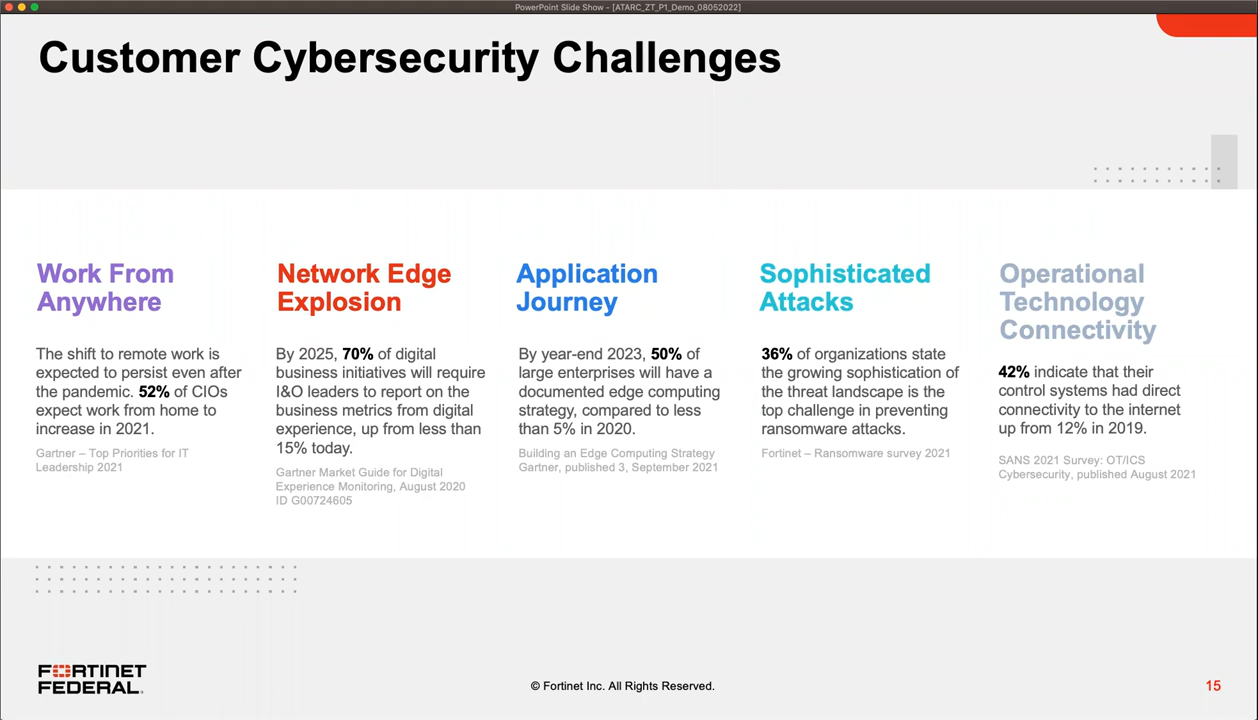 PowerPoint Slide Show - [ATARC_ZT_P1_Demo_08052022]
Customer Cybersecurity Challenges
Work From
Anywhere
The shift to remote work is
expected to persist even after
the pandemic. 52% of CIOs
expect work from home to
increase in 2021.
Gartner – Top Priorities for IT
Leadership 2021
Network Edge
Explosion
By 2025, 70% of digital
business initiatives will require
I&O leaders to report on the
business metrics from digital
experience, up from less than
15% today.
Gartner Market Guide for Digital
Experience Monitoring, August 2020
ID G00724605
Application
Journey
By year-end 2023, 50% of
large enterprises will have a
documented edge computing
strategy, compared to less
than 5% in 2020.
Building an Edge Computing Strategy
Gartner, published 3, September 2021
Sophisticated
Attacks
36% of organizations state
the growing sophistication of
the threat landscape is the
top challenge in preventing
ransomware attacks.
Fortinet – Ransomware survey 2021
Operational
Technology
Connectivity
42% indicate that their
control systems had direct
connectivity to the internet
up from 12% in 2019.
SANS 2021 Survey: OT/ICS
Cybersecurity, published August 2021
FORTINET
FEDERAL
© Fortinet Inc. All Rights Reserved.
15